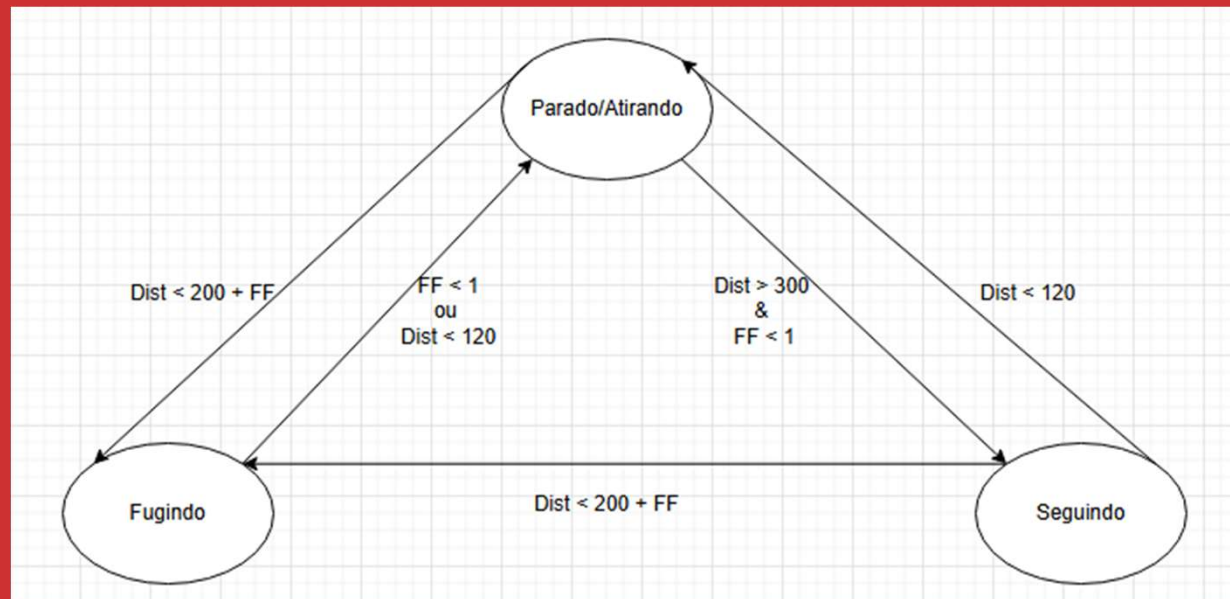 Parado/Atirando
Dist < 200 + FF
FF < 1
ou
Dist < 120
Dist > 300
&
FF < 1
Dist < 120
Dist < 200 + FF
Fugindo
Seguindo